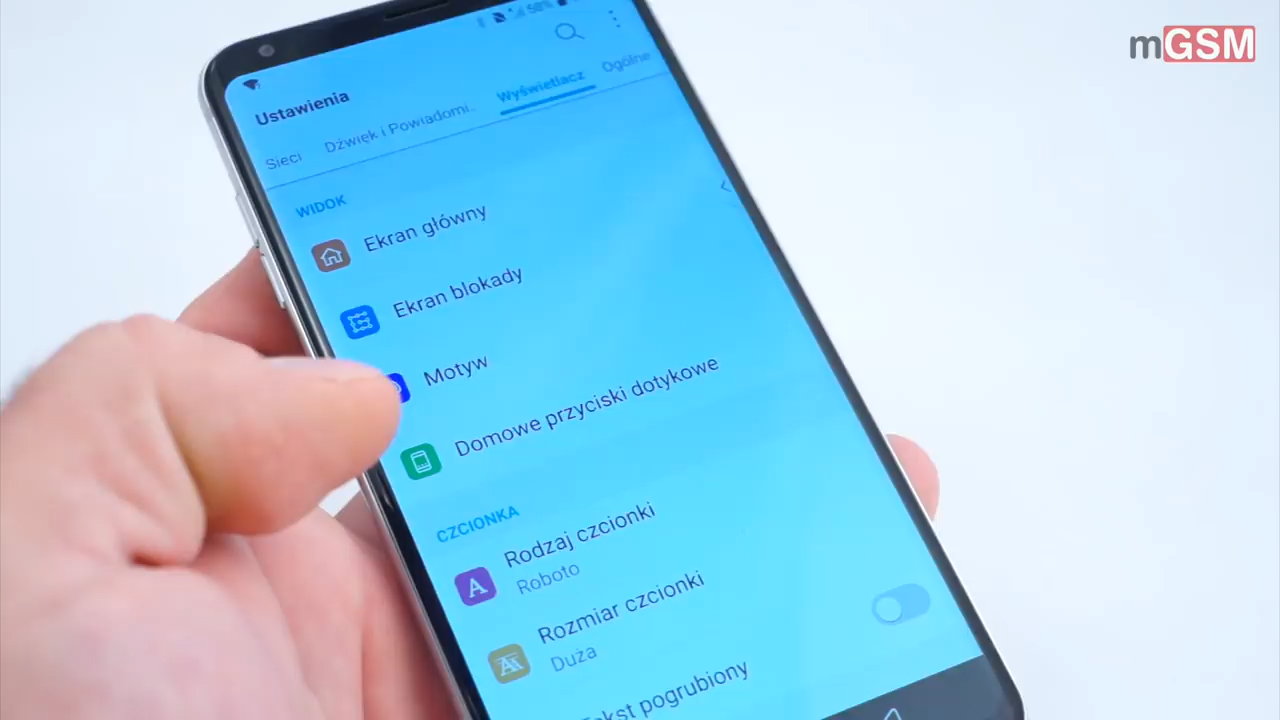 mGSM
58%
Ustawienia
Sieci Dźwięk i Powiadomi.. Wyświetlacz Ogólne
WIDOK
Ekran główny
Ekran blokady
Motyw
Domowe przyciski dotykowe
CZCIONKA
Rodzaj czcionki
Roboto
Rozmiar czcionki
Duża
Tekst pogrubiony